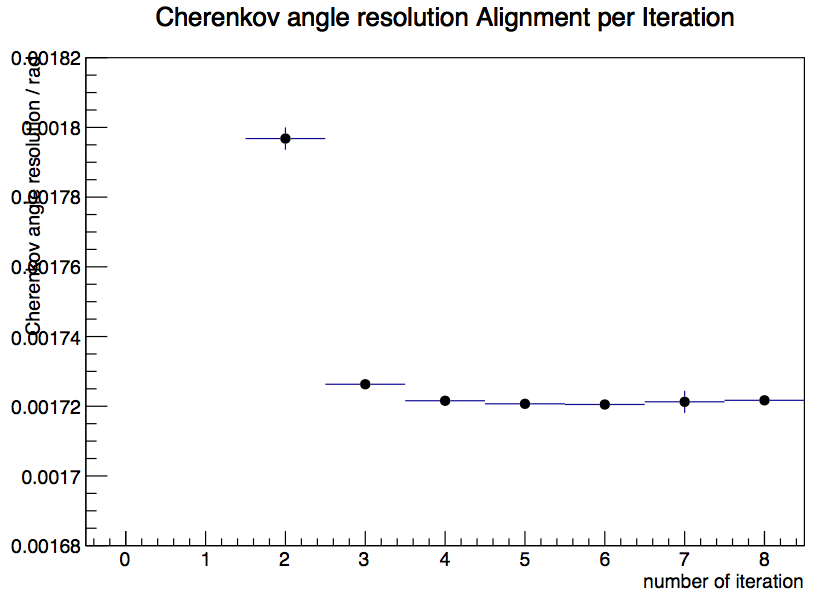 Cherenkov angle resolution Alignment per Iteration
Cherenkov angle resolution / rad
0.00182
0.0018
0.00178
0.00176
0.00174
0.00172
0.0017
0.00168
0 1 2 3 4 5 6 7 8
number of iteration